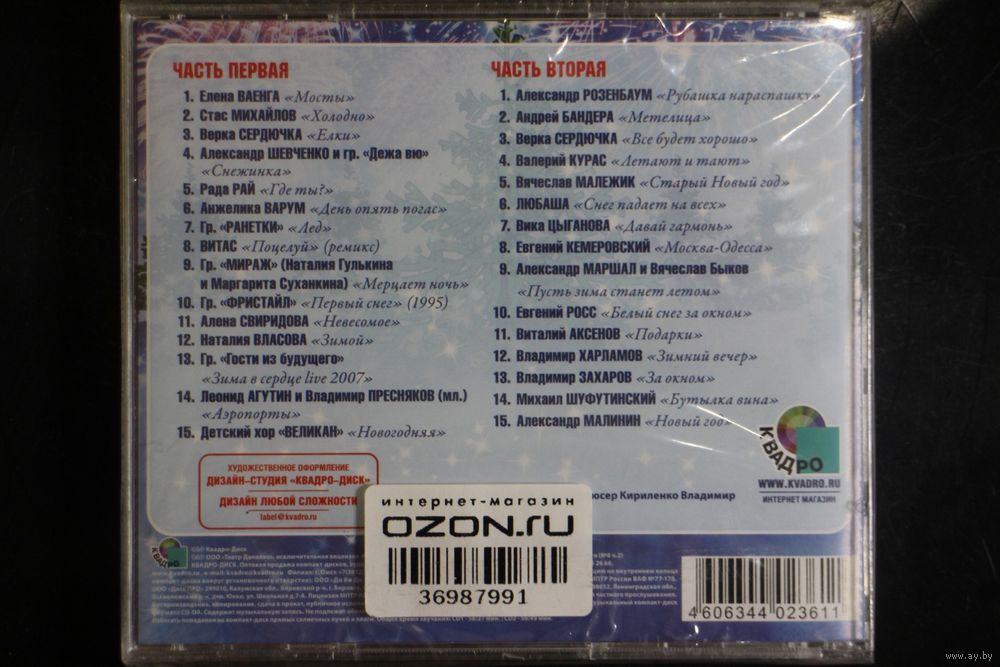 ЧАСТЬ ПЕРВАЯ
1. Елена ВАЕНГА «Мосты»
2. Стас МИХАЙЛОВ «Холодно»
3. Верка СЕРДЮЧКА «Елки»
4. Александр ШЕВЧЕНКО и гр. «Дежа вю»
«Снежинка»
5. Рада РАЙ «Где ты?»
6. Анжелика ВАРУМ «День опять погас»
7. Гр. «РАНЕТКИ» «Лед»
8. ВИТАС «Поцелуй» (ремикс)
9. Гр. «МИРАЖ» (Наталия Гулькина
и Маргарита Суханкина) «Мерцает ночь»
10. Гр. «ФРИСТАЙЛ» «Первый снег» (1995)
11. Алена СВИРИДОВА «Невесомое»
12. Наталия ВЛАСОВА «Зимой»
13. Гр. «Гости из будущего»
«Зима в сердце live 2007»
14. Леонид АГУТИН и Владимир ПРЕСНЯКОВ (мл.)
«Аэропорты»
15. Детский хор «ВЕЛИКАН» «Новогодняя»
ЧАСТЬ ВТОРАЯ
1. Александр РОЗЕНБАУМ «Рубашка нараспашку»
2. Андрей БАНДЕРА «Метелица»
3. Верка СЕРДЮЧКА «Все будет хорошо»
4. Валерий КУРАС «Летают и тают»
5. Вячеслав МАЛЕЖИК «Старый Новый год»
6. ЛЮБАША «Снег падает на всех»
7. Вика ЦЫГАНОВА «Давай гармонь»
8. Евгений КЕМЕРОВСКИЙ «Москва-Одесса»
9. Александр МАРШАЛ и Вячеслав Быков
«Пусть зима станет летом»
10. Евгений РОСС «Белый снег за окном»
11. Виталий АКСЕНОВ «Подарки»
12. Владимир ХАРЛАМОВ «Зимний вечер»
13. Владимир ЗАХАРОВ «За окном»
14. Михаил ШУФУТИНСКИЙ «Бутылка вина»
15. Александр МАЛИНИН «Новый год»
ХУДОЖЕСТВЕННОЕ ОФОРМЛЕНИЕ
ДИЗАЙН-СТУДИЯ «КВАДРО-ДИСК»
ДИЗАЙН ЛЮБОЙ СЛОЖНОСТИ
label@kvadro.ru
КВАДРО
WWW.KVADRO.RU
ИНТЕРНЕТ МАГАЗИН
Кириленко Владимир
интернет-магазин
OZON.ru
36987991
КВАДРО
Квадро-Диск
4 606344 023611
www.ay.by